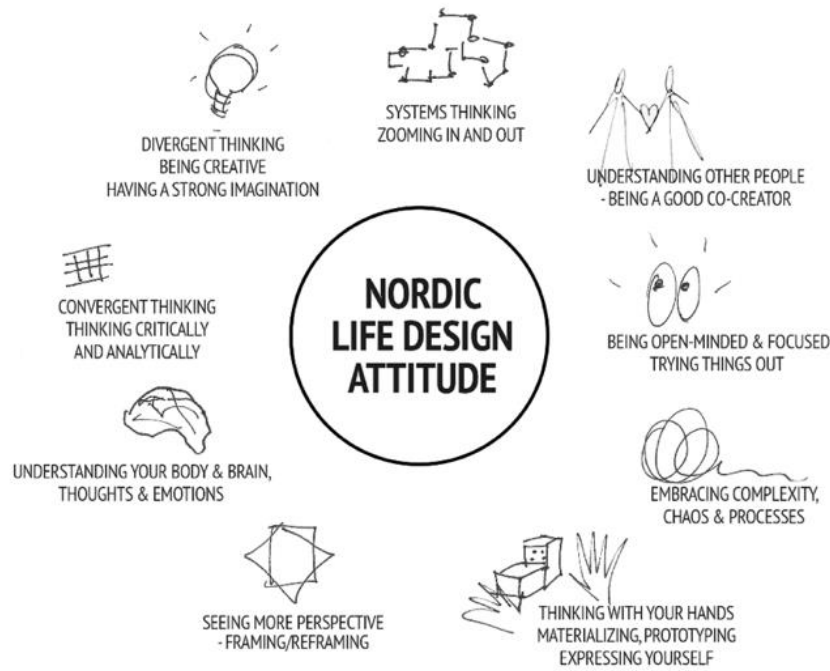 SYSTEMS THINKING
ZOOMING IN AND OUT
DIVERGENT THINKING
BEING CREATIVE
HAVING A STRONG IMAGINATION
UNDERSTANDING OTHER PEOPLE
- BEING A GOOD CO-CREATOR
CONVERGENT THINKING
THINKING CRITICALLY
AND ANALYTICALLY
NORDIC
LIFE DESIGN
ATTITUDE
BEING OPEN-MINDED & FOCUSED
TRYING THINGS OUT
UNDERSTANDING YOUR BODY & BRAIN,
THOUGHTS & EMOTIONS
EMBRACING COMPLEXITY,
CHAOS & PROCESSES
SEEING MORE PERSPECTIVE
- FRAMING/REFRAMING
THINKING WITH YOUR HANDS
MATERIALIZING, PROTOTYPING
EXPRESSING YOURSELF